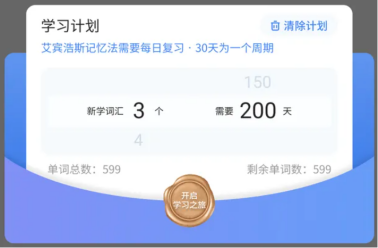 学习计划 清除计划
艾宾浩斯记忆法需要每日复习 · 30天为一个周期
150
新学词汇 3 个 需要 200 天
4
单词总数：599 剩余单词数：599
开启
学习之旅